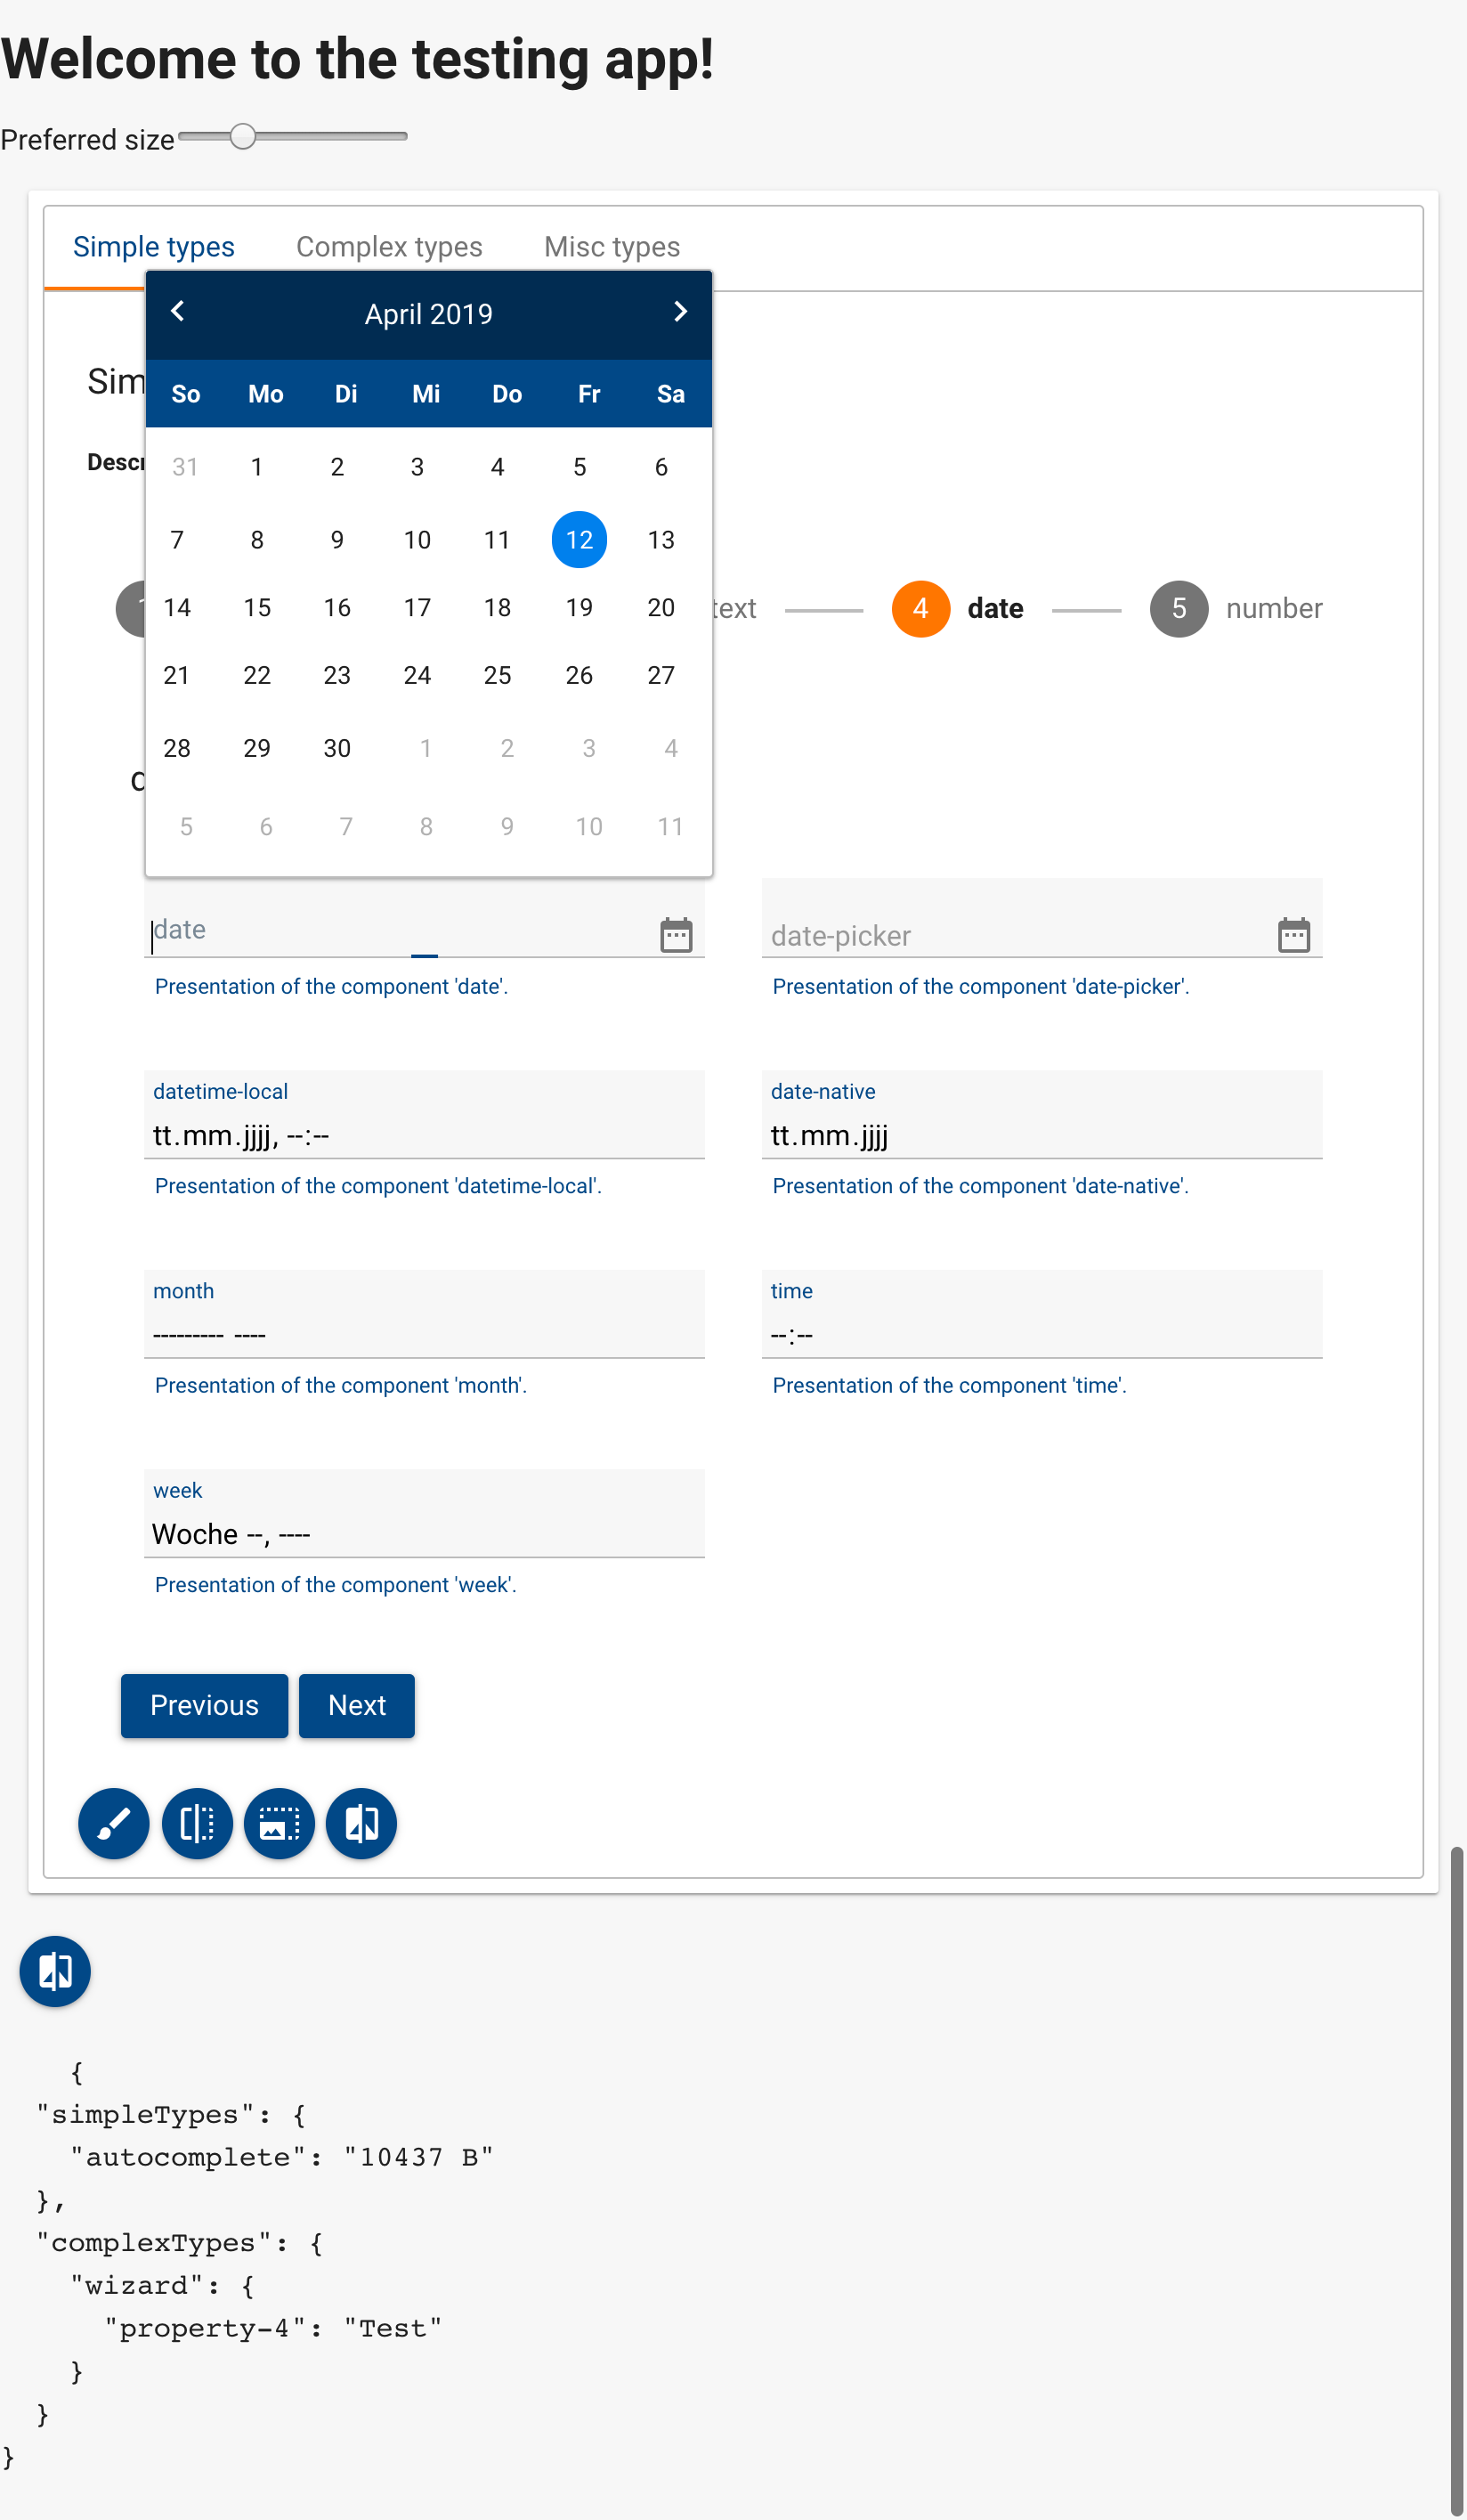 Welcome to the testing app!
Preferred size
Simple types Complex types Misc types
April 2019
So Mo Di Mi Do Fr Sa
31 1 2 3 4 5 6
7 8 9 10 11 12 13
14 15 16 17 18 19 20
21 22 23 24 25 26 27
28 29 30 1 2 3 4
5 6 7 8 9 10 11
Sim
Descr
text 4 date 5 number
date date-picker
Presentation of the component 'date'. Presentation of the component 'date-picker'.
datetime-local date-native
tt.mm.jjjj, --:-- tt.mm.jjjj
Presentation of the component 'datetime-local'. Presentation of the component 'date-native'.
month time
--------- ---- --:--
Presentation of the component 'month'. Presentation of the component 'time'.
week
Woche --, ----
Presentation of the component 'week'.
Previous Next
{
"simpleTypes": {
"autocomplete": "10437 B"
},
"complexTypes": {
"wizard": {
"property-4": "Test"
}
}
}